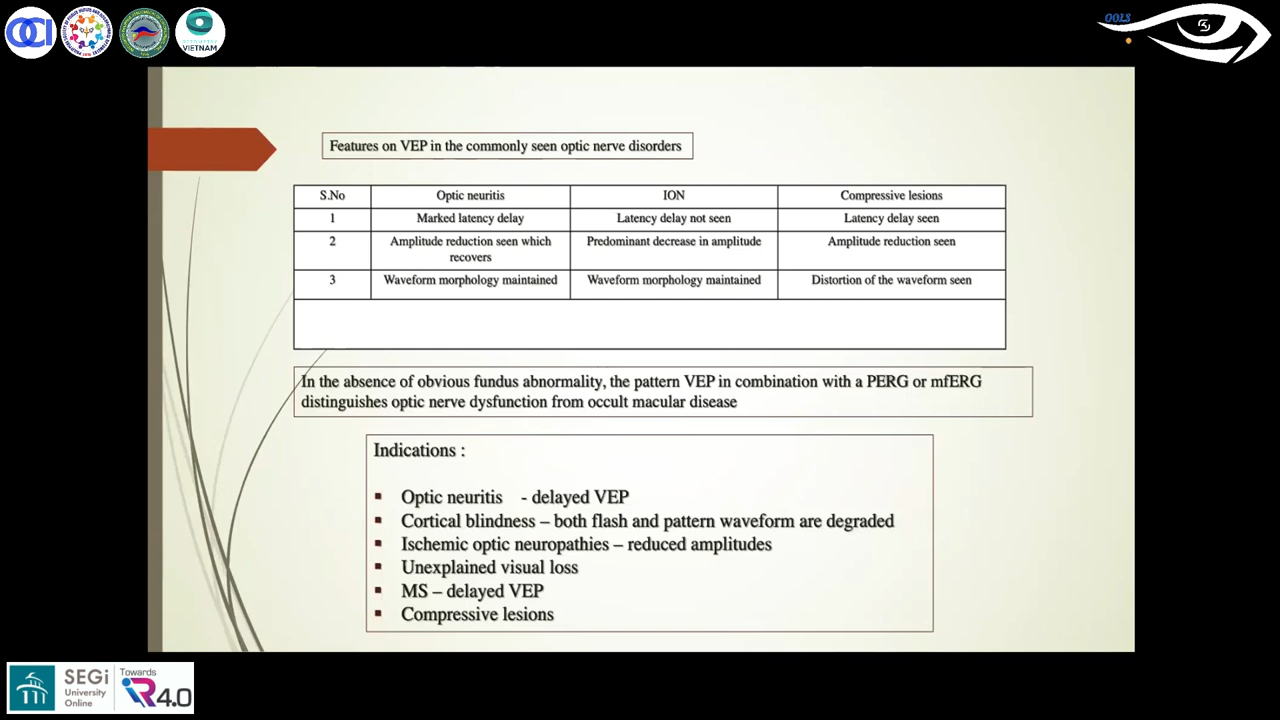 OCI
VIETNAM
OOLS
Features on VEP in the commonly seen optic nerve disorders
S.No Optic neuritis ION Compressive lesions
1 Marked latency delay Latency delay not seen Latency delay seen
2 Amplitude reduction seen which recovers Predominant decrease in amplitude Amplitude reduction seen
3 Waveform morphology maintained Waveform morphology maintained Distortion of the waveform seen
In the absence of obvious fundus abnormality, the pattern VEP in combination with a PERG or mfERG
distinguishes optic nerve dysfunction from occult macular disease
Indications :
▪ Optic neuritis - delayed VEP
▪ Cortical blindness – both flash and pattern waveform are degraded
▪ Ischemic optic neuropathies – reduced amplitudes
▪ Unexplained visual loss
▪ MS – delayed VEP
▪ Compressive lesions
SEGi
University
Online
Towards
iR4.0